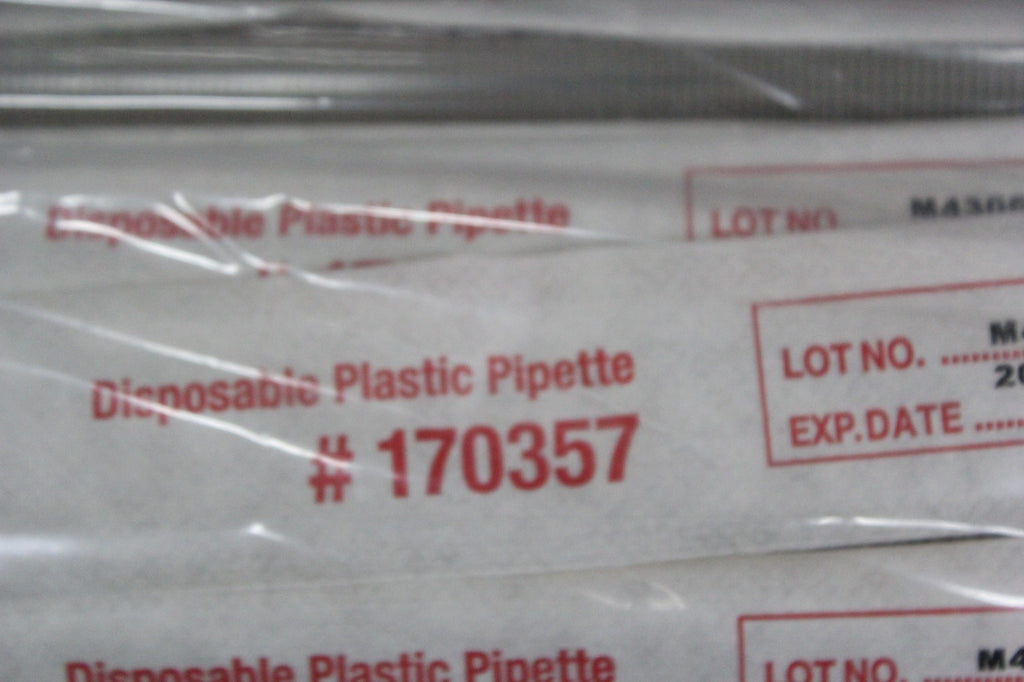 Disposable Plastic Pipette
LOT NO.
Disposable Plastic Pipette
# 170357
LOT NO.
EXP.DATE
Disposable Plastic Pipette
LOT NO.